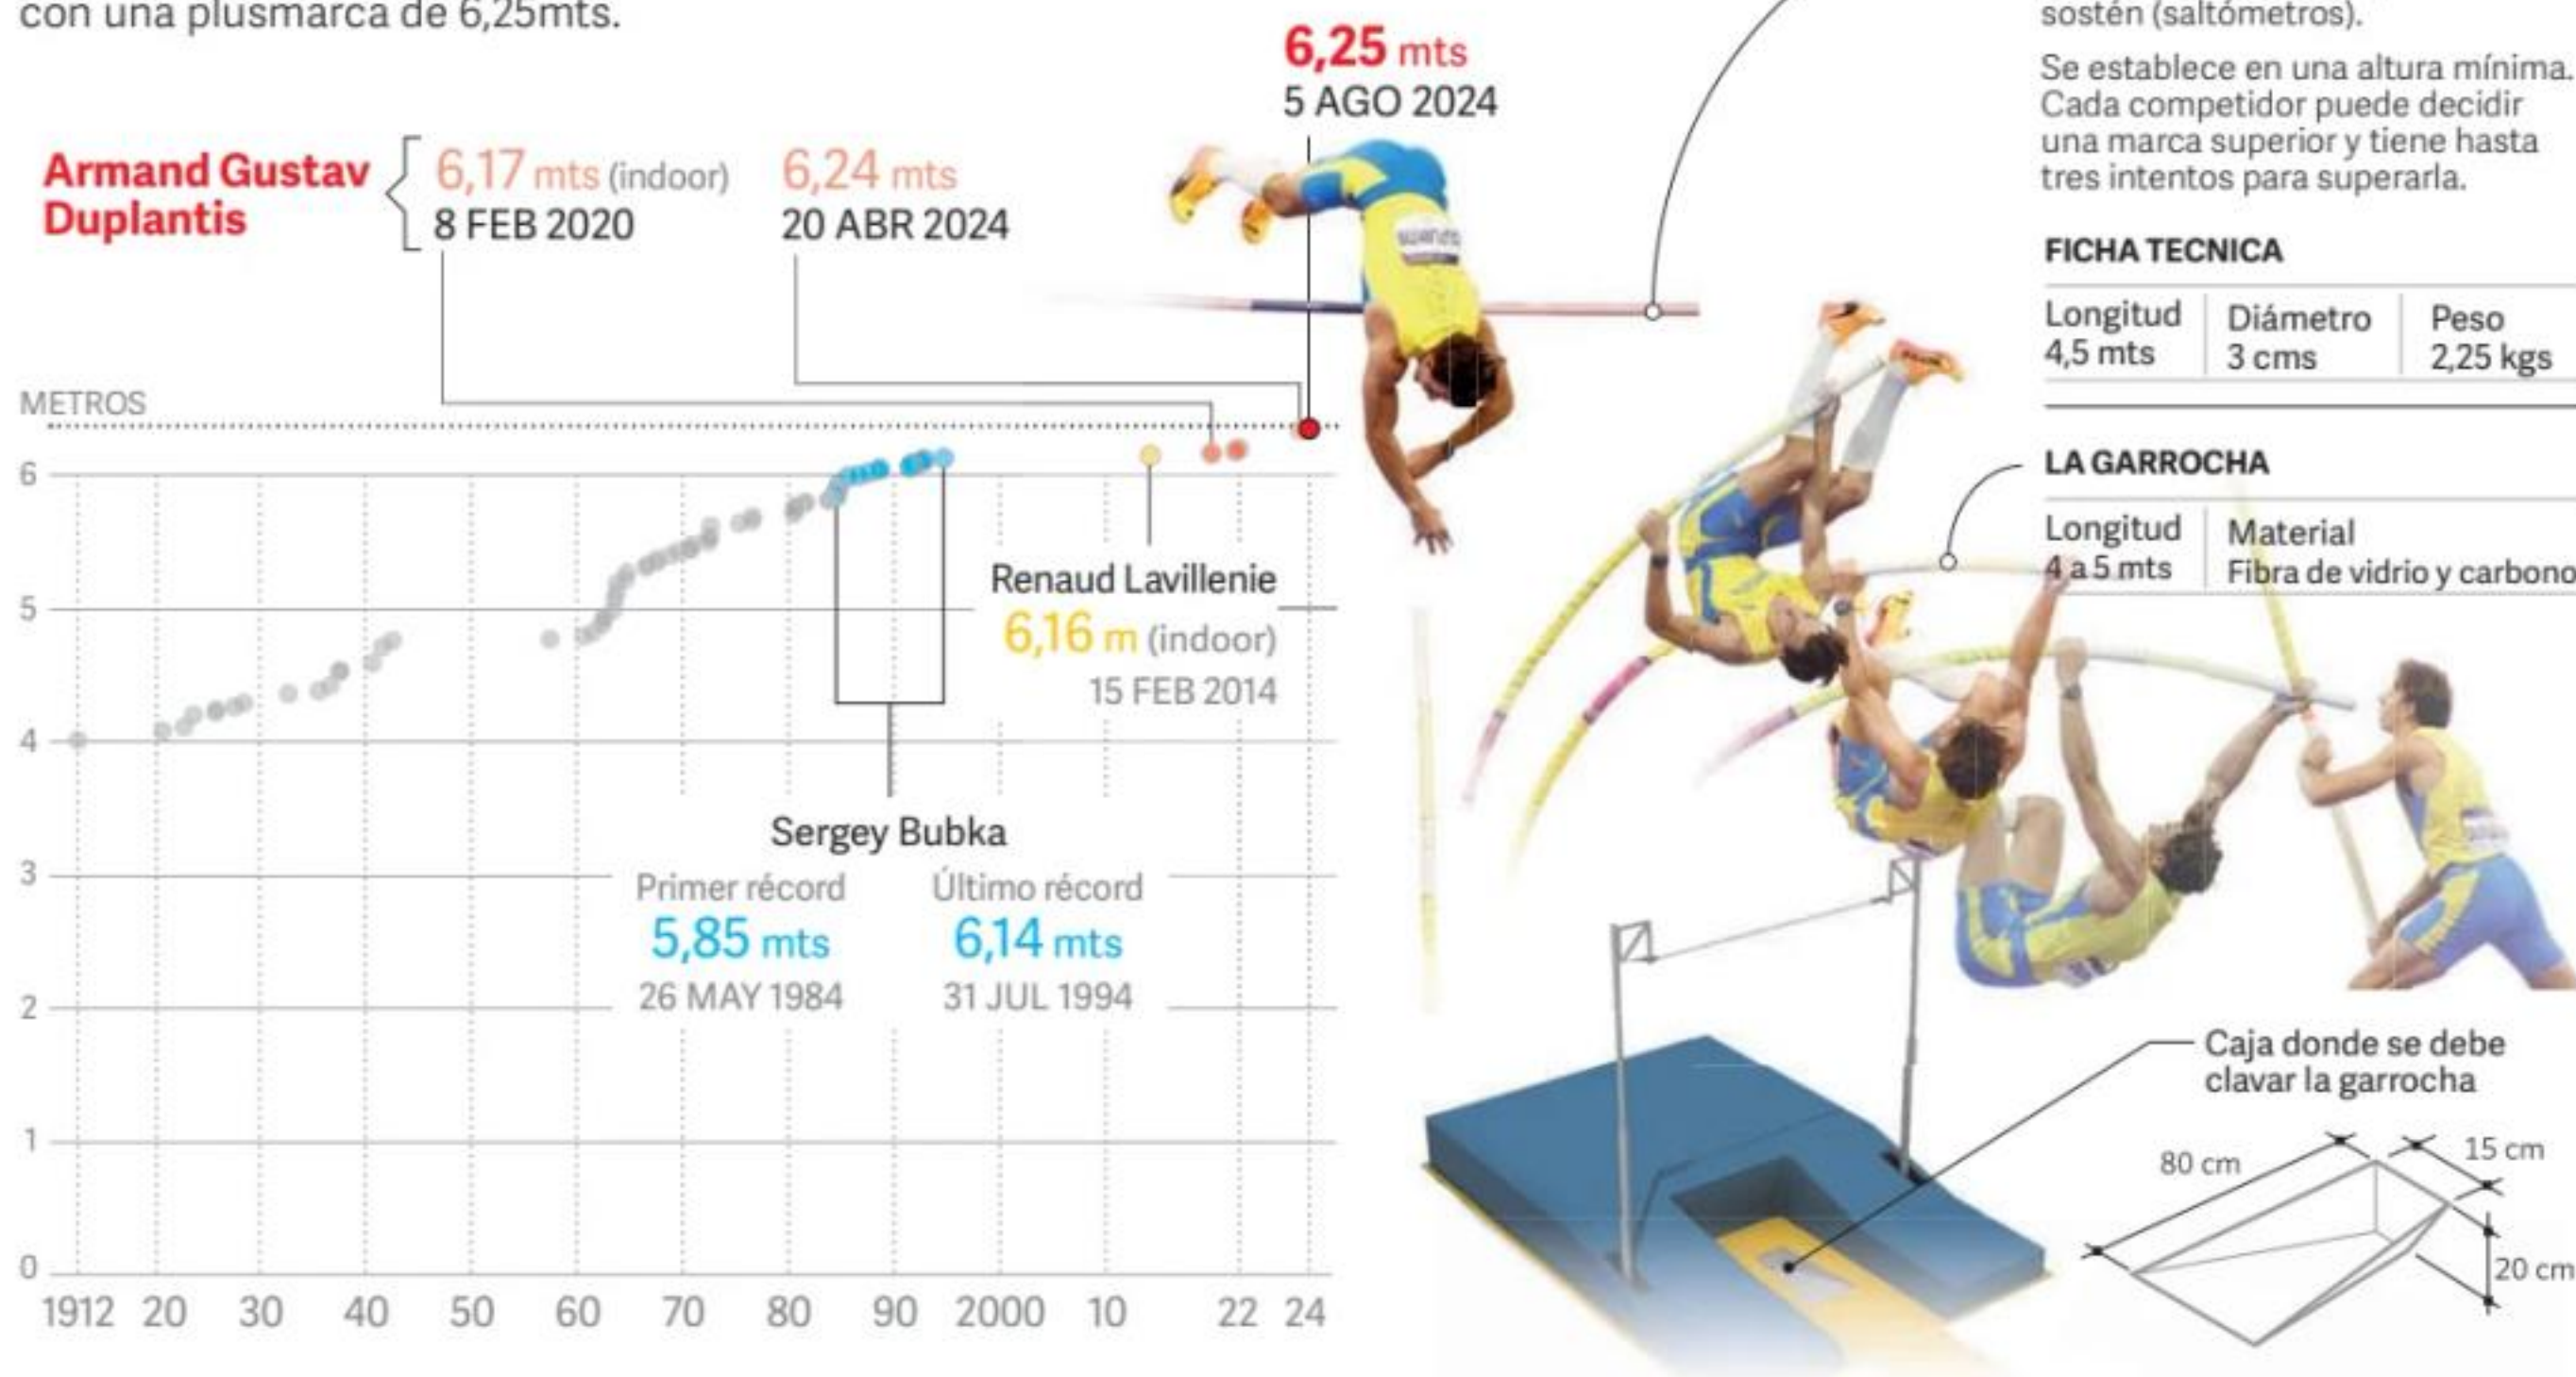 con una plusmarca de 6,25mts.
6,25 mts
5 AGO 2024
Armand Gustav
Duplantis
6,17 mts (indoor)
8 FEB 2020
6,24 mts
20 ABR 2024
METROS
6
5
4
3
2
1
0
1912 20 30 40 50 60 70 80 90 2000 10 22 24
Renaud Lavillenie
6,16 m (indoor)
15 FEB 2014
Sergey Bubka
Primer récord
5,85 mts
26 MAY 1984
Último récord
6,14 mts
31 JUL 1994
sostén (saltómetros).
Se establece en una altura mínima.
Cada competidor puede decidir
una marca superior y tiene hasta
tres intentos para superarla.
FICHA TECNICA
Longitud
4,5 mts
Diámetro
3 cms
Peso
2,25 kgs
LA GARROCHA
Longitud
4 a 5 mts
Material
Fibra de vidrio y carbono
Caja donde se debe
clavar la garrocha
80 cm
15 cm
20 cm